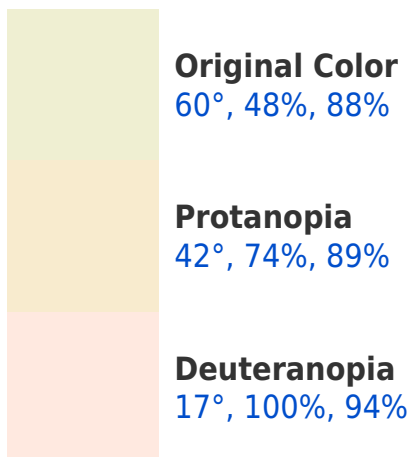 Original Color
60°, 48%, 88%
Protanopia
42°, 74%, 89%
Deuteranopia
17°, 100%, 94%